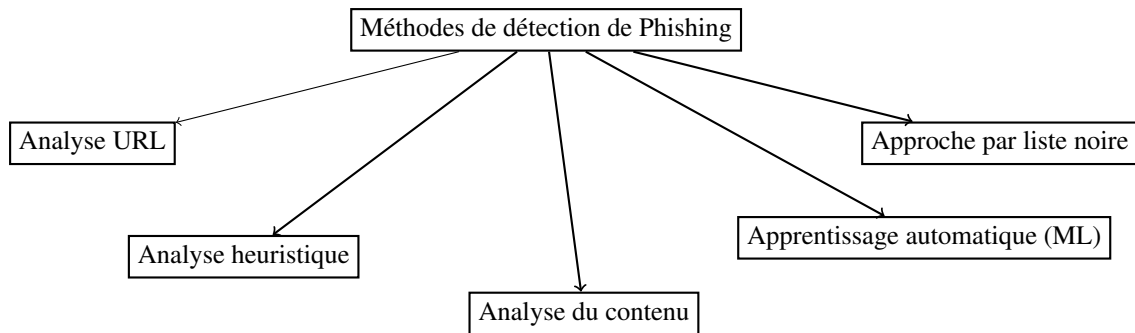 Méthodes de détection de Phishing
Analyse URL
Approche par liste noire
Analyse heuristique
Apprentissage automatique (ML)
Analyse du contenu